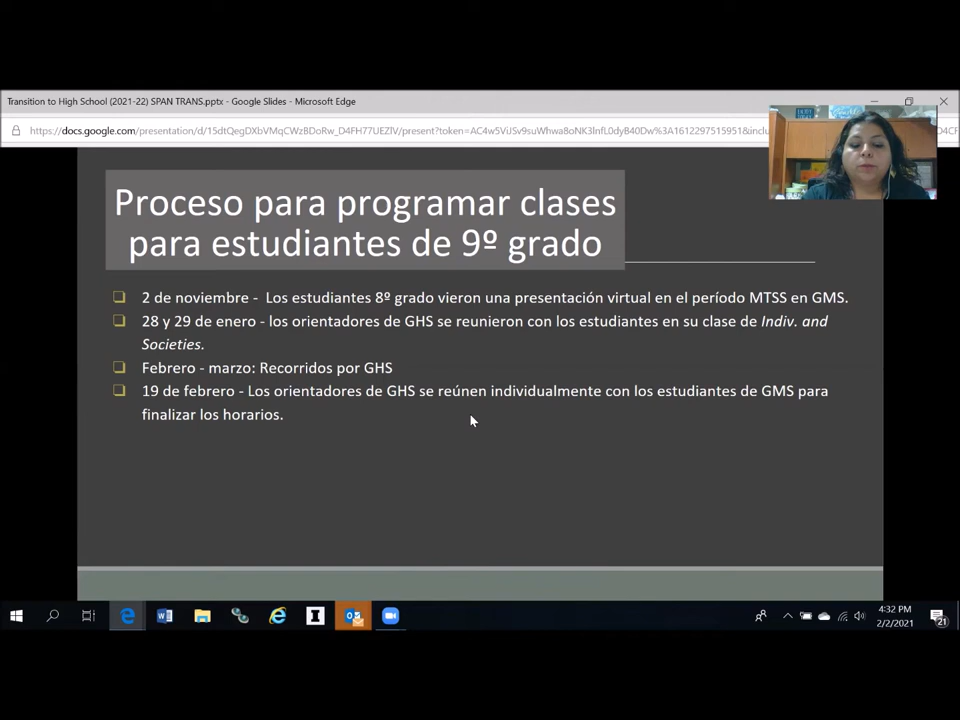 Transition to High School (2021-22) SPAN TRANS.pptx - Google Slides - Microsoft Edge
Proceso para programar clases
para estudiantes de 9º grado
2 de noviembre - Los estudiantes 8º grado vieron una presentación virtual en el período MTSS en GMS.
28 y 29 de enero - los orientadores de GHS se reunieron con los estudiantes en su clase de Indiv. and
Societies.
Febrero - marzo: Recorridos por GHS
19 de febrero - Los orientadores de GHS se reúnen individualmente con los estudiantes de GMS para
finalizar los horarios.
4:32 PM
2/2/2021
21